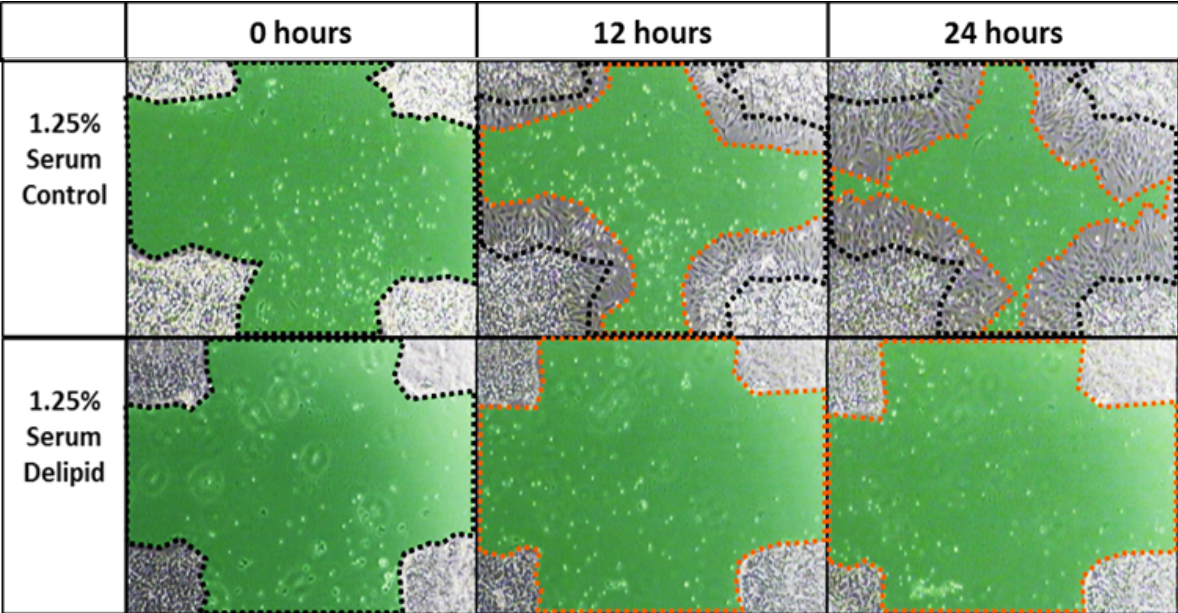 0 hours
12 hours
24 hours
1.25%
Serum
Control
1.25%
Serum
Delipid